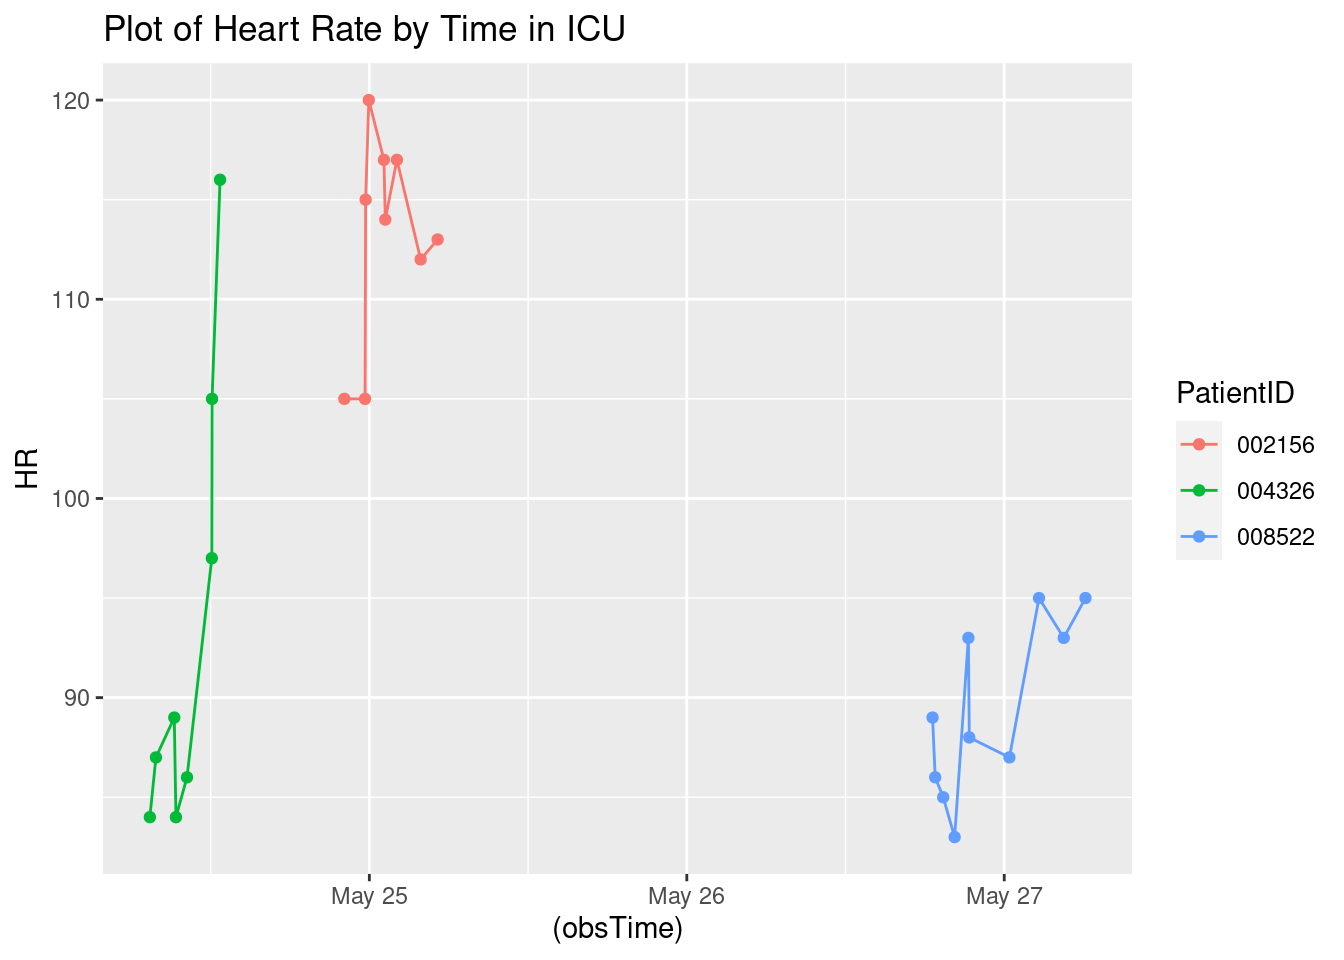 Plot of Heart Rate by Time in ICU
120
110
100
90
HR
May 25
May 26
May 27
(obsTime)
PatientID
002156
004326
008522